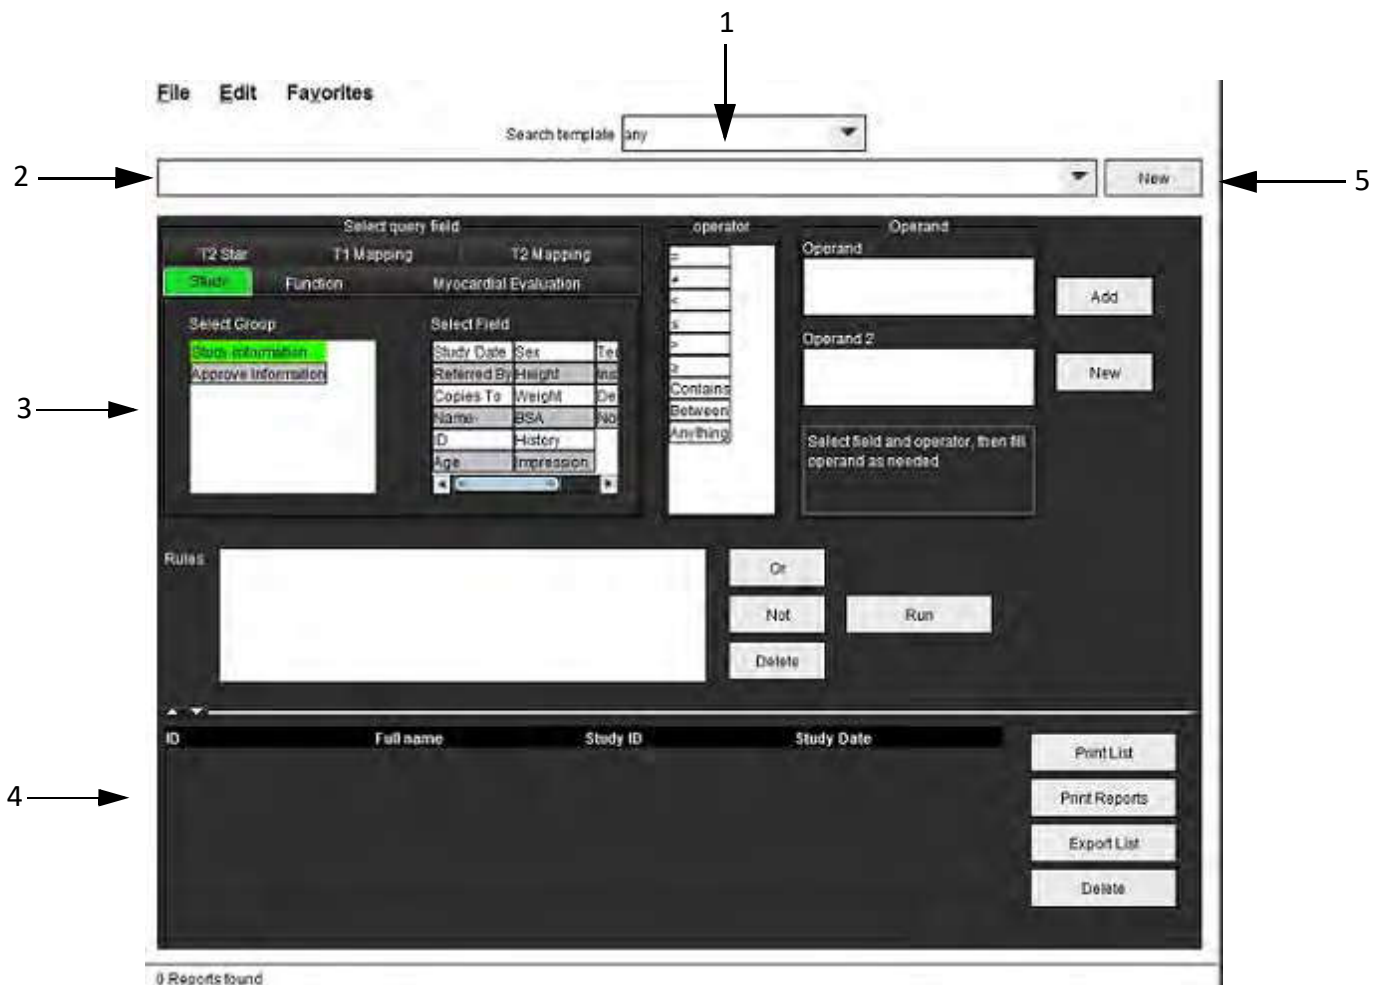 1
File Edit Favorites
Search template any
2
New
5
Select query field
operator
Operand
T2 Star T1 Mapping T2 Mapping
Study Function Myocardial Evaluation
Select Group
Select Field
Study Information
Approve Information
Study Date Sex
Referred By Height Ins
Copies To Weight De
Name BSA No
ID History
Age Impression
=
≠
<
≤
>
≥
Contains
Between
Anything
Operand
Operand 2
Select field and operator, then fill
operand as needed
Add
New
3
Rules
Or
Not
Delete
Run
ID Full name Study ID Study Date
Print List
Print Reports
Export List
Delete
4
0 Reports found